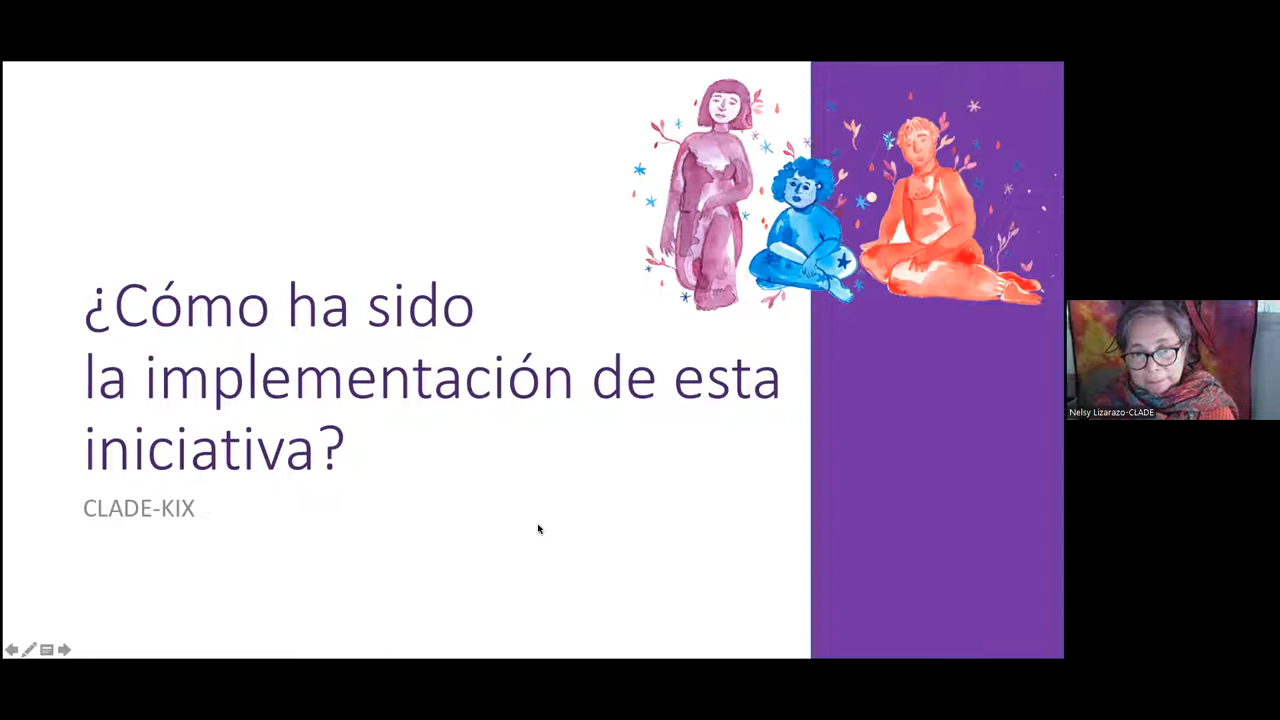 ¿Cómo ha sido
la implementación de esta
iniciativa?
CLADE-KIX
Nelsy Lizarazo-CLADE